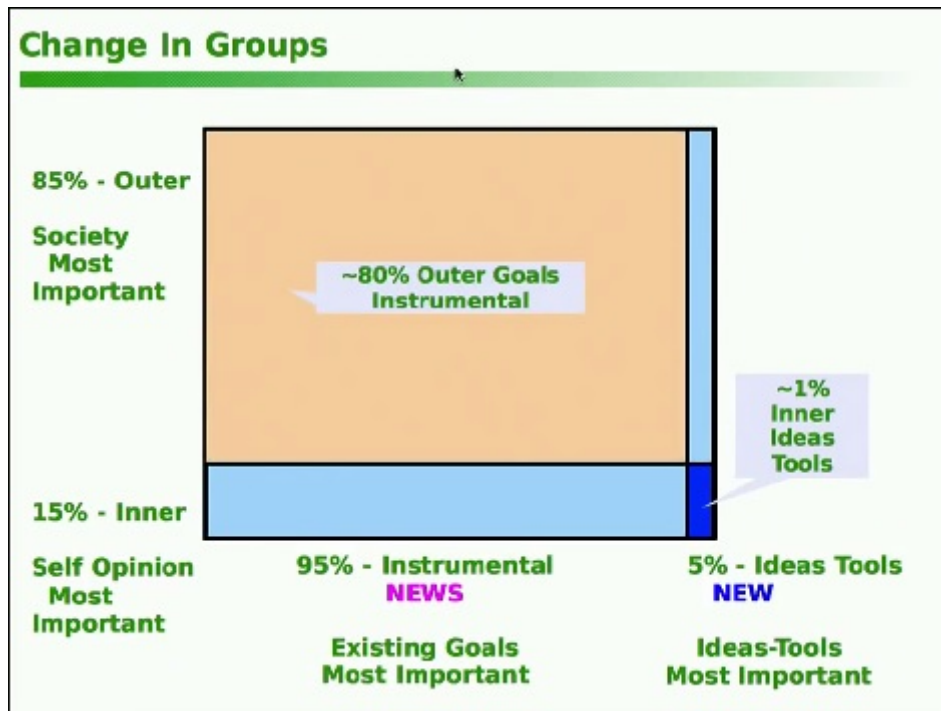 Change In Groups
85% - Outer
Society
Most
Important
~80% Outer Goals
Instrumental
~1%
Inner
Ideas
Tools
15% - Inner
Self Opinion
Most
Important
95% - Instrumental
NEWS
Existing Goals
Most Important
5% - Ideas Tools
NEW
Ideas-Tools
Most Important